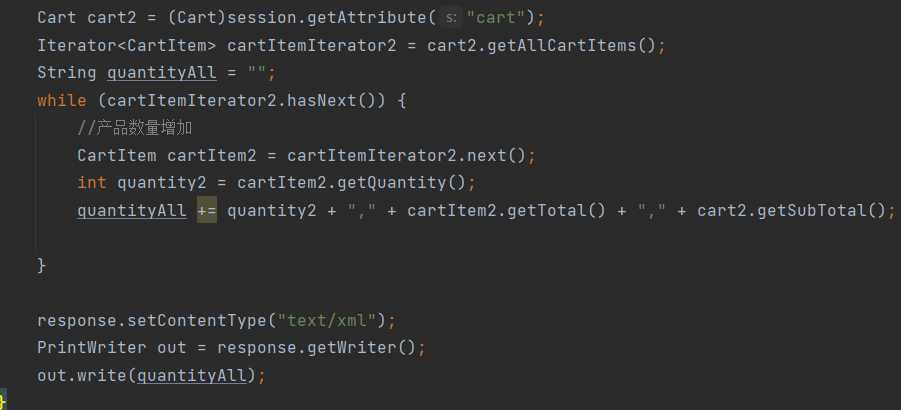 Cart cart2 = (Cart)session.getAttribute( s: "cart");
Iterator<CartItem> cartItemIterator2 = cart2.getAllCartItems();
String quantityAll = "";
while (cartItemIterator2.hasNext()) {
//产品数量增加
CartItem cartItem2 = cartItemIterator2.next();
int quantity2 = cartItem2.getQuantity();
quantityAll += quantity2 + "," + cartItem2.getTotal() + "," + cart2.getSubTotal();
}
response.setContentType("text/xml");
PrintWriter out = response.getWriter();
out.write(quantityAll);
}